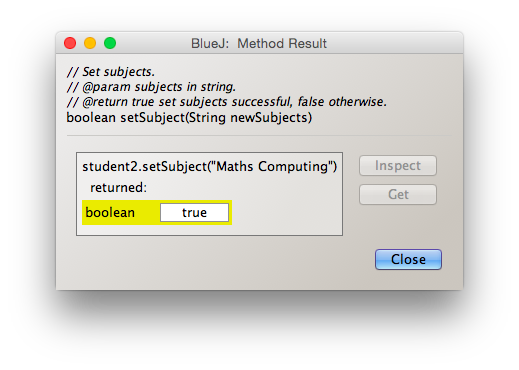 BlueJ:  Method Result
// Set subjects.
// @param subjects in string.
// @return true set subjects successful, false otherwise.
boolean setSubject(String newSubjects)
student2.setSubject("Maths Computing")
returned:
boolean true
Inspect
Get
Close